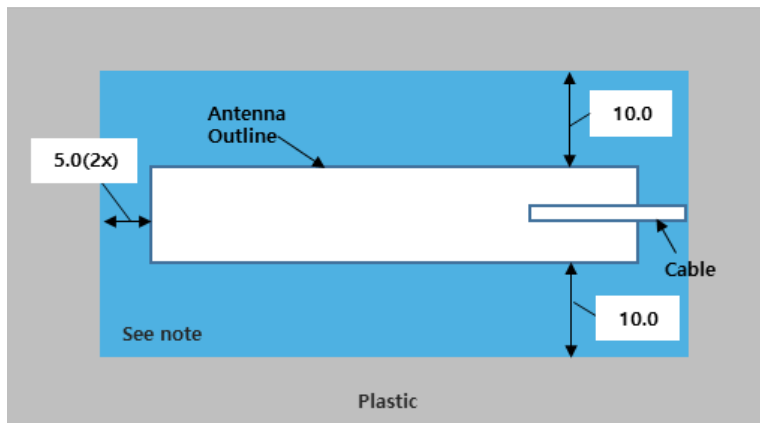 Antenna
Outline
10.0
5.0(2x)
Cable
10.0
See note
Plastic